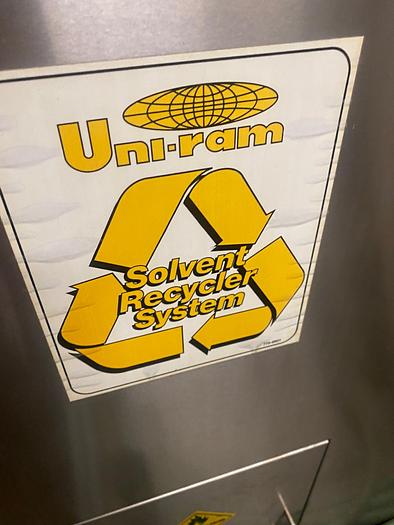 Uni-ram
Solvent
Recycler
System